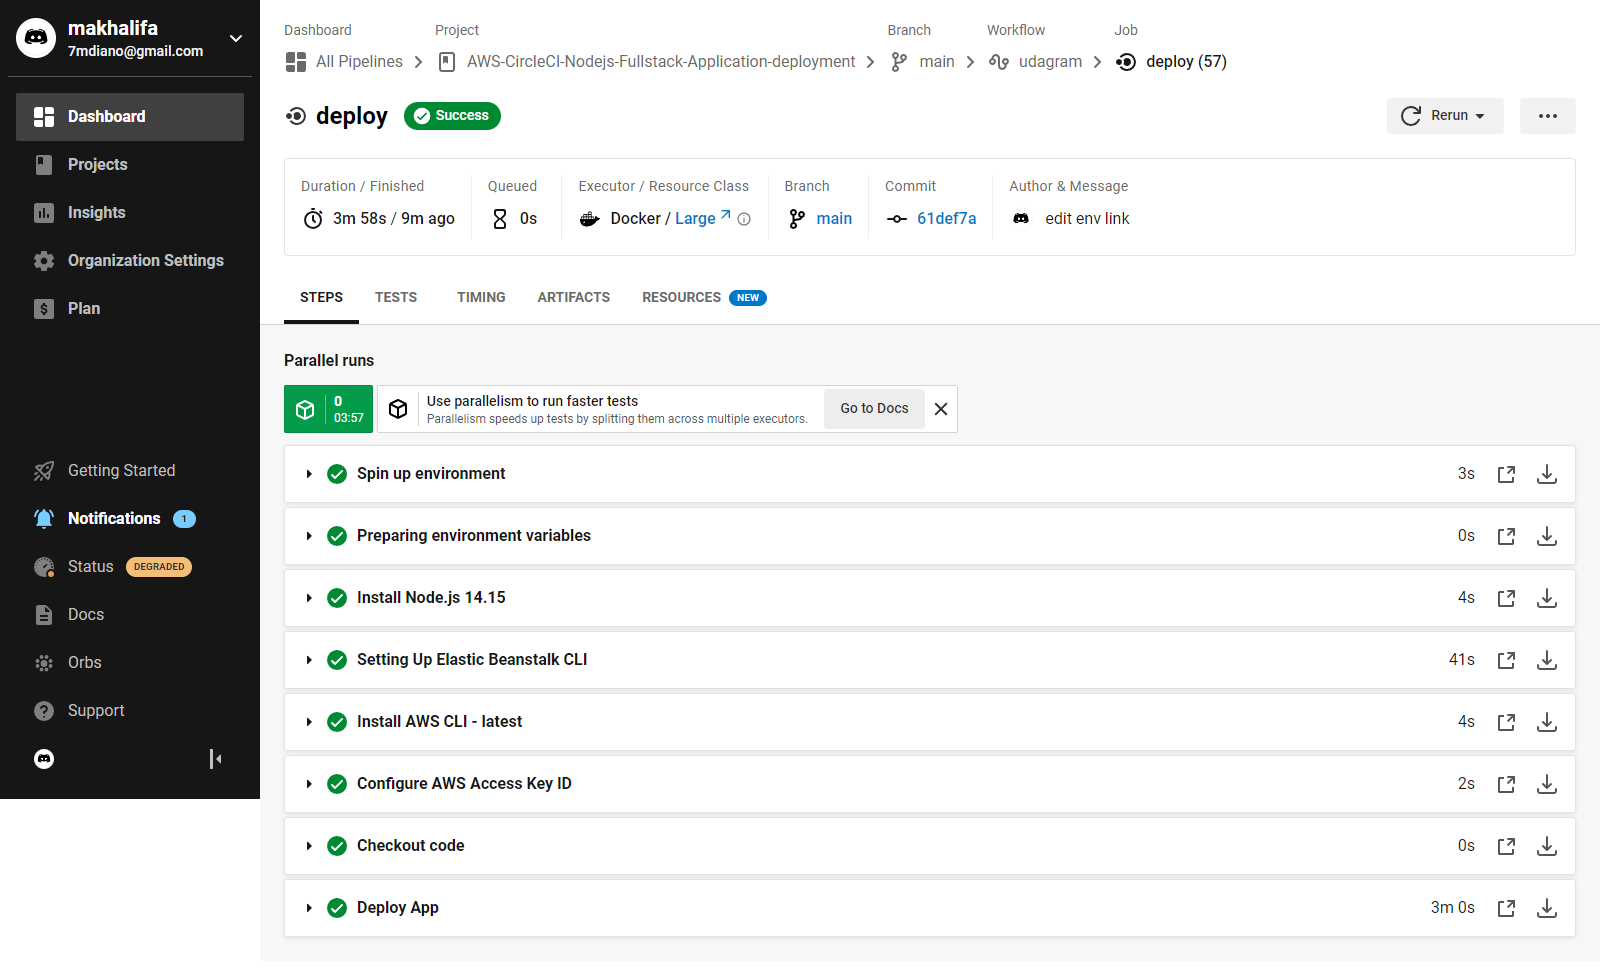 makhalifa
7mdiano@gmail.com
Dashboard
Projects
Insights
Organization Settings
Plan
Getting Started
Notifications 1
Status DEGRADED
Docs
Orbs
Support
Dashboard Project Branch Workflow Job
All Pipelines AWS-CircleCI-Nodejs-Fullstack-Application-deployment main udagram deploy (57)
deploy Success Rerun
Duration / Finished Queued Executor / Resource Class Branch Commit Author & Message
3m 58s / 9m ago 0s Docker / Large main 61def7a edit env link
STEPS TESTS TIMING ARTIFACTS RESOURCES NEW
Parallel runs
0
03:57
Use parallelism to run faster tests
Parallelism speeds up tests by splitting them across multiple executors.
Go to Docs
Spin up environment 3s
Preparing environment variables 0s
Install Node.js 14.15 4s
Setting Up Elastic Beanstalk CLI 41s
Install AWS CLI - latest 4s
Configure AWS Access Key ID 2s
Checkout code 0s
Deploy App 3m 0s